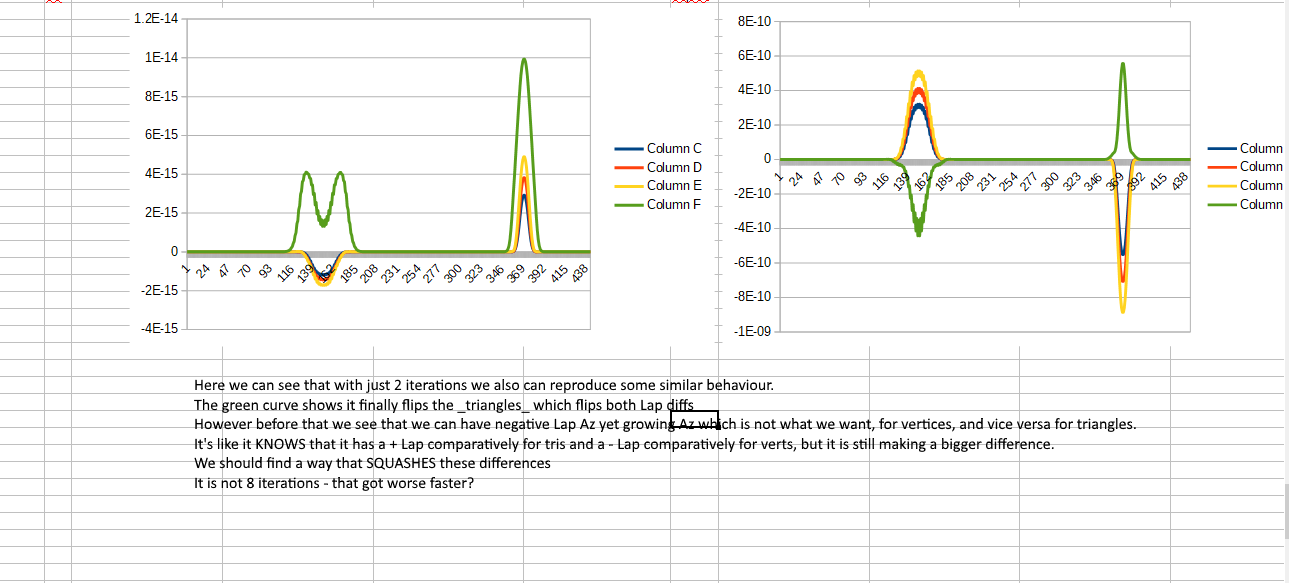 1.2E-14
1E-14
8E-15
6E-15
4E-15
2E-15
0
-2E-15
-4E-15
1 24 47 70 93 116 139 162 185 208 231 254 277 300 323 346 369 392 415 438
Column C
Column D
Column E
Column F
8E-10
6E-10
4E-10
2E-10
0
-2E-10
-4E-10
-6E-10
-8E-10
-1E-09
1 24 47 70 93 116 139 162 185 208 231 254 277 300 323 346 369 392 415 438
Column
Column
Column
Column
Here we can see that with just 2 iterations we also can reproduce some similar behaviour.
The green curve shows it finally flips the _triangles_ which flips both Lap diffs
However before that we see that we can have negative Lap Az yet growing Az which is not what we want, for vertices, and vice versa for triangles.
It's like it KNOWS that it has a + Lap comparatively for tris and a - Lap comparatively for verts, but it is still making a bigger difference.
We should find a way that SQUASHES these differences
It is not 8 iterations - that got worse faster?